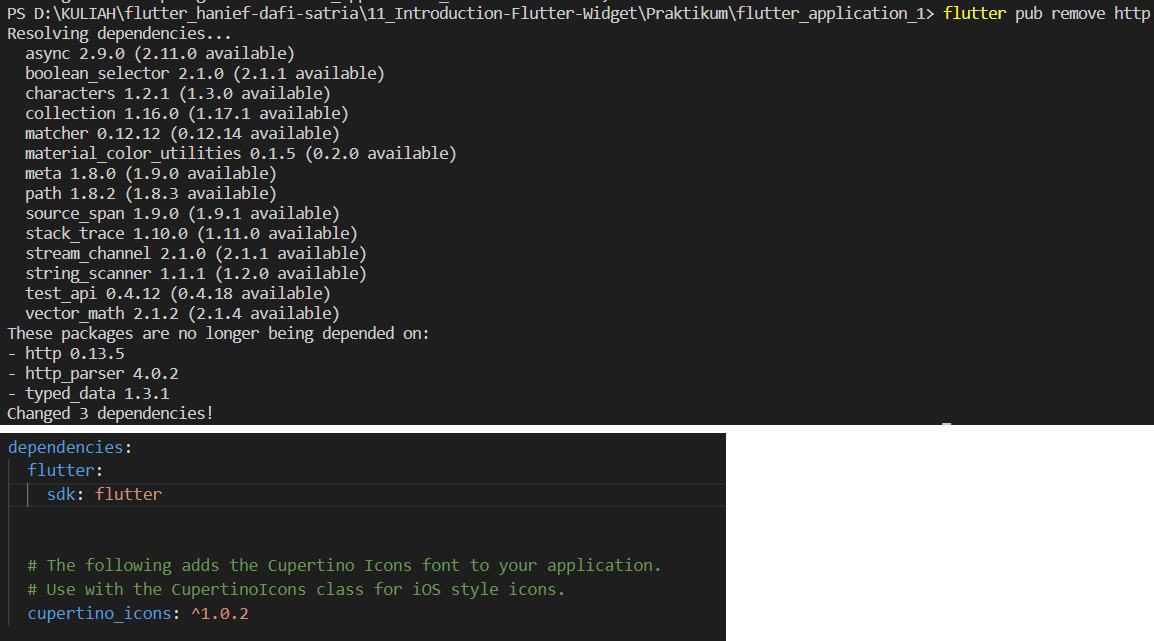 PS D:\KULIAH\flutter_hanief-dafi-satria\11_Introduction-Flutter-Widget\Praktikum\flutter_application_1> flutter pub remove http
Resolving dependencies...
  async 2.9.0 (2.11.0 available)
  boolean_selector 2.1.0 (2.1.1 available)
  characters 1.2.1 (1.3.0 available)
  collection 1.16.0 (1.17.1 available)
  matcher 0.12.12 (0.12.14 available)
  material_color_utilities 0.1.5 (0.2.0 available)
  meta 1.8.0 (1.9.0 available)
  path 1.8.2 (1.8.3 available)
  source_span 1.9.0 (1.9.1 available)
  stack_trace 1.10.0 (1.11.0 available)
  stream_channel 2.1.0 (2.1.1 available)
  string_scanner 1.1.1 (1.2.0 available)
  test_api 0.4.12 (0.4.18 available)
  vector_math 2.1.2 (2.1.4 available)
These packages are no longer being depended on:
- http 0.13.5
- http_parser 4.0.2
- typed_data 1.3.1
Changed 3 dependencies!
dependencies:
  flutter:
    sdk: flutter
  # The following adds the Cupertino Icons font to your application.
  # Use with the CupertinoIcons class for iOS style icons.
  cupertino_icons: ^1.0.2